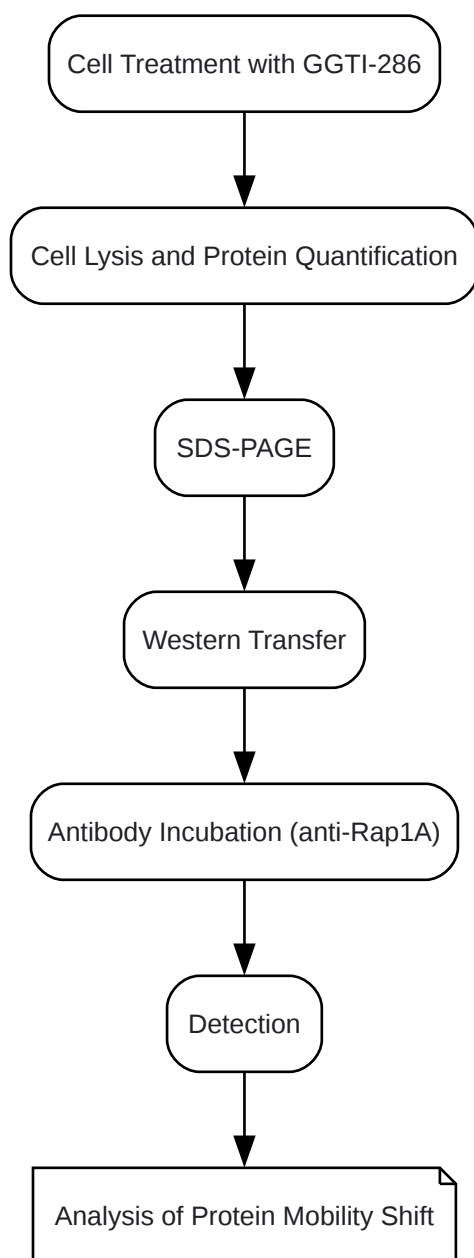 Cell Treatment with GGTI-286
Cell Lysis and Protein Quantification
SDS-PAGE
Western Transfer
Antibody Incubation (anti-Rap1A)
Detection
Analysis of Protein Mobility Shift